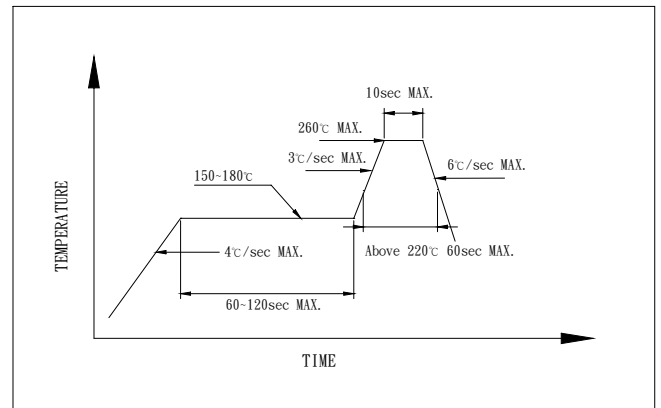 10sec MAX.
260℃ MAX.
3℃/sec MAX.
6℃/sec MAX.
150~180℃
TEMPERATURE
4℃/sec MAX.
Above 220℃ 60sec MAX.
60~120sec MAX.
TIME